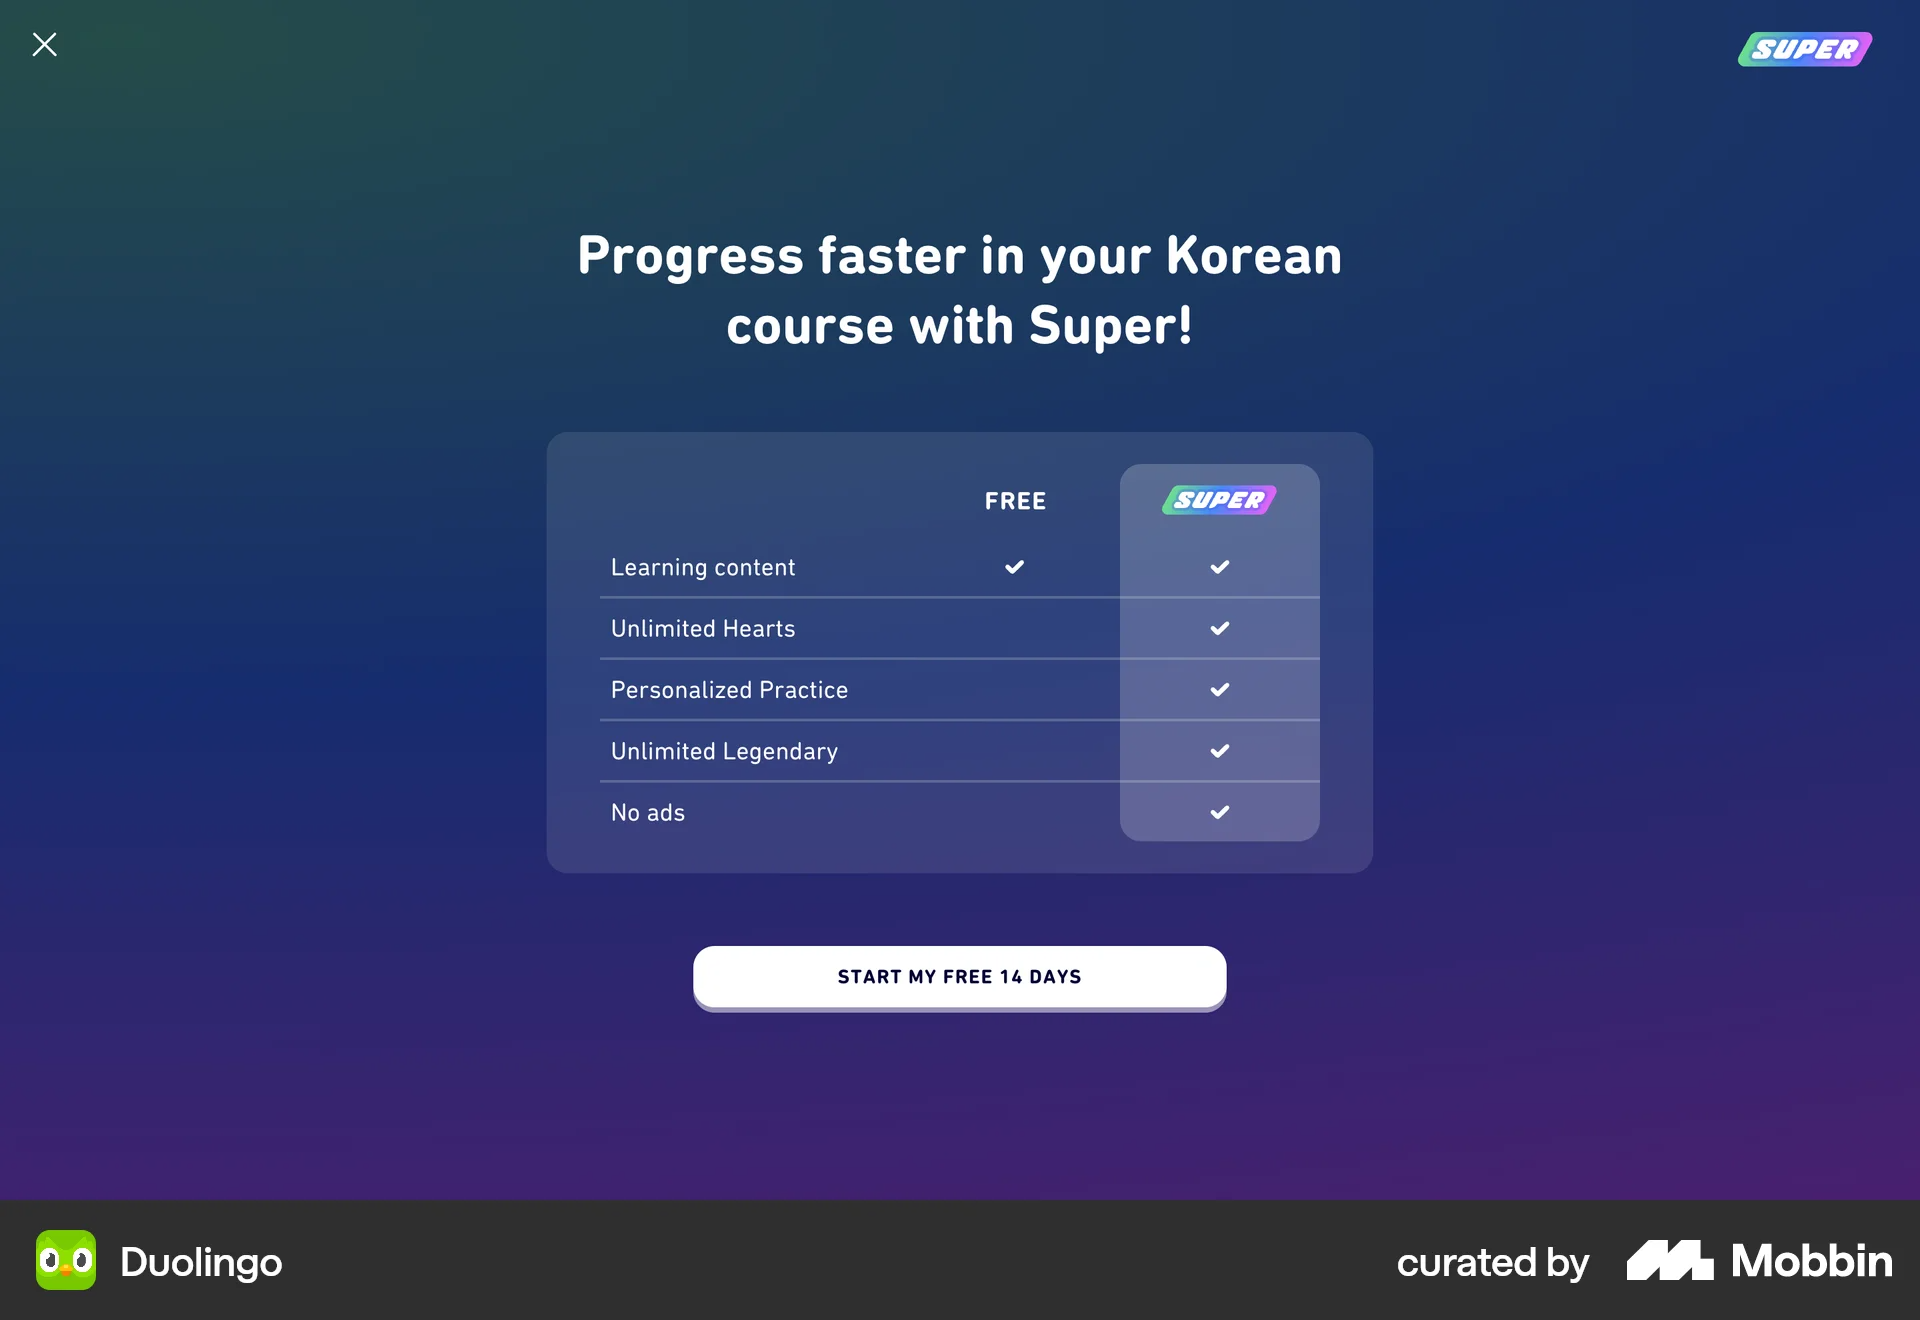 SUPER
Progress faster in your Korean
course with Super!
FREE SUPER
Learning content
Unlimited Hearts
Personalized Practice
Unlimited Legendary
No ads
START MY FREE 14 DAYS
Duolingo
curated by Mobbin